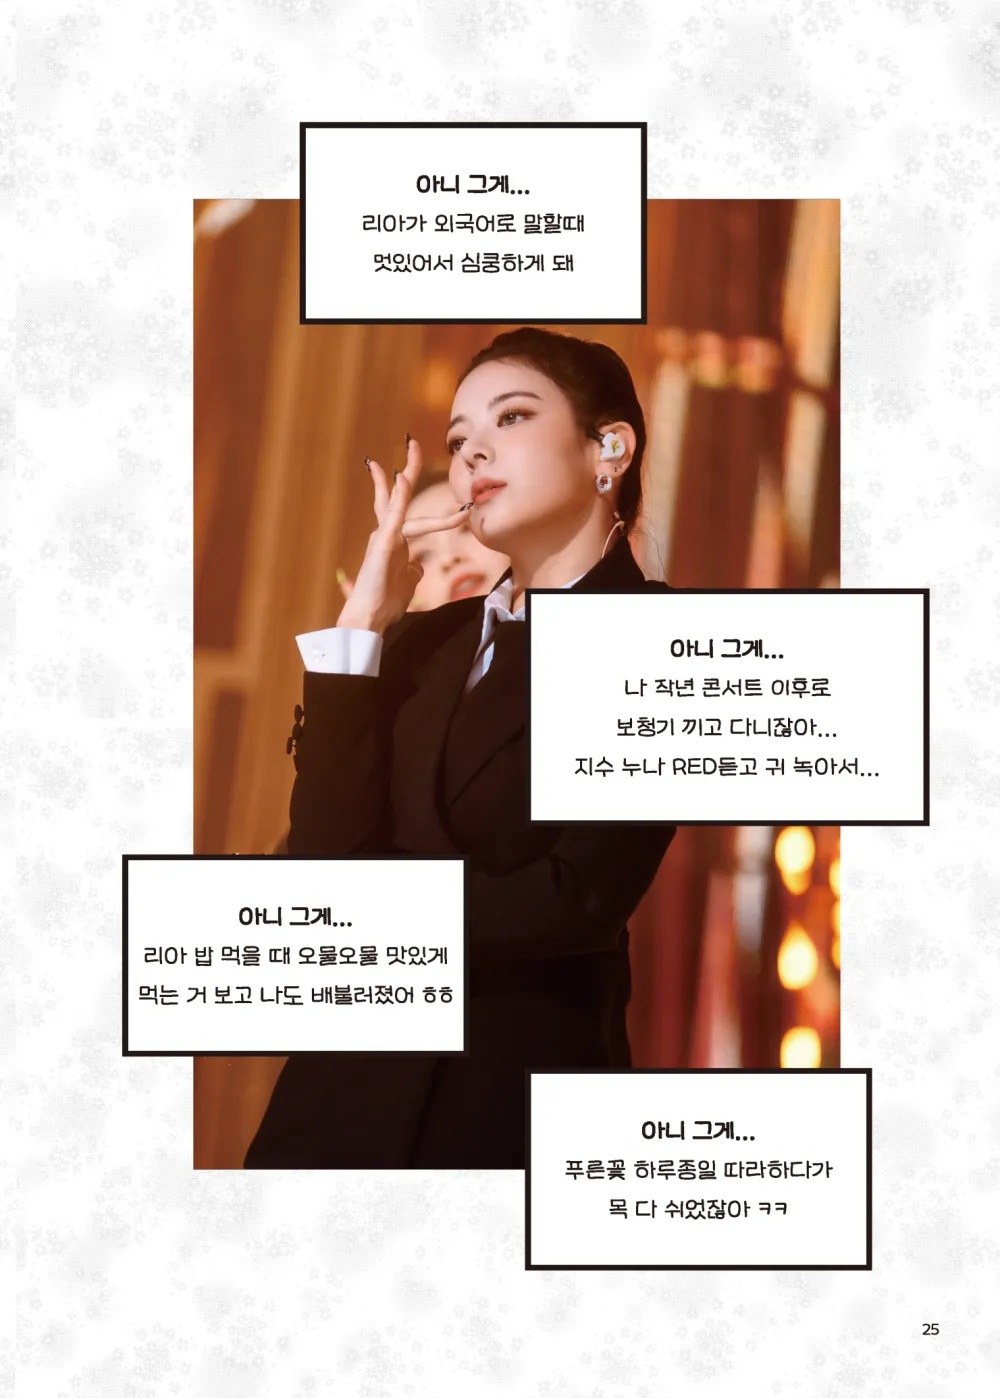 아니 그게...
리아가 외국어로 말할때
멋있어서 심쿵하게 돼
아니 그게...
나 작년 콘서트 이후로
보청기 끼고 다니잖아...
지수 누나 RED듣고 귀 녹아서...
아니 그게...
리아 밥 먹을 때 오물오물 맛있게
먹는 거 보고 나도 배불러졌어 ㅎㅎ
아니 그게...
푸른꽃 하루종일 따라하다가
목 다 쉬었잖아 ㅋㅋ
25